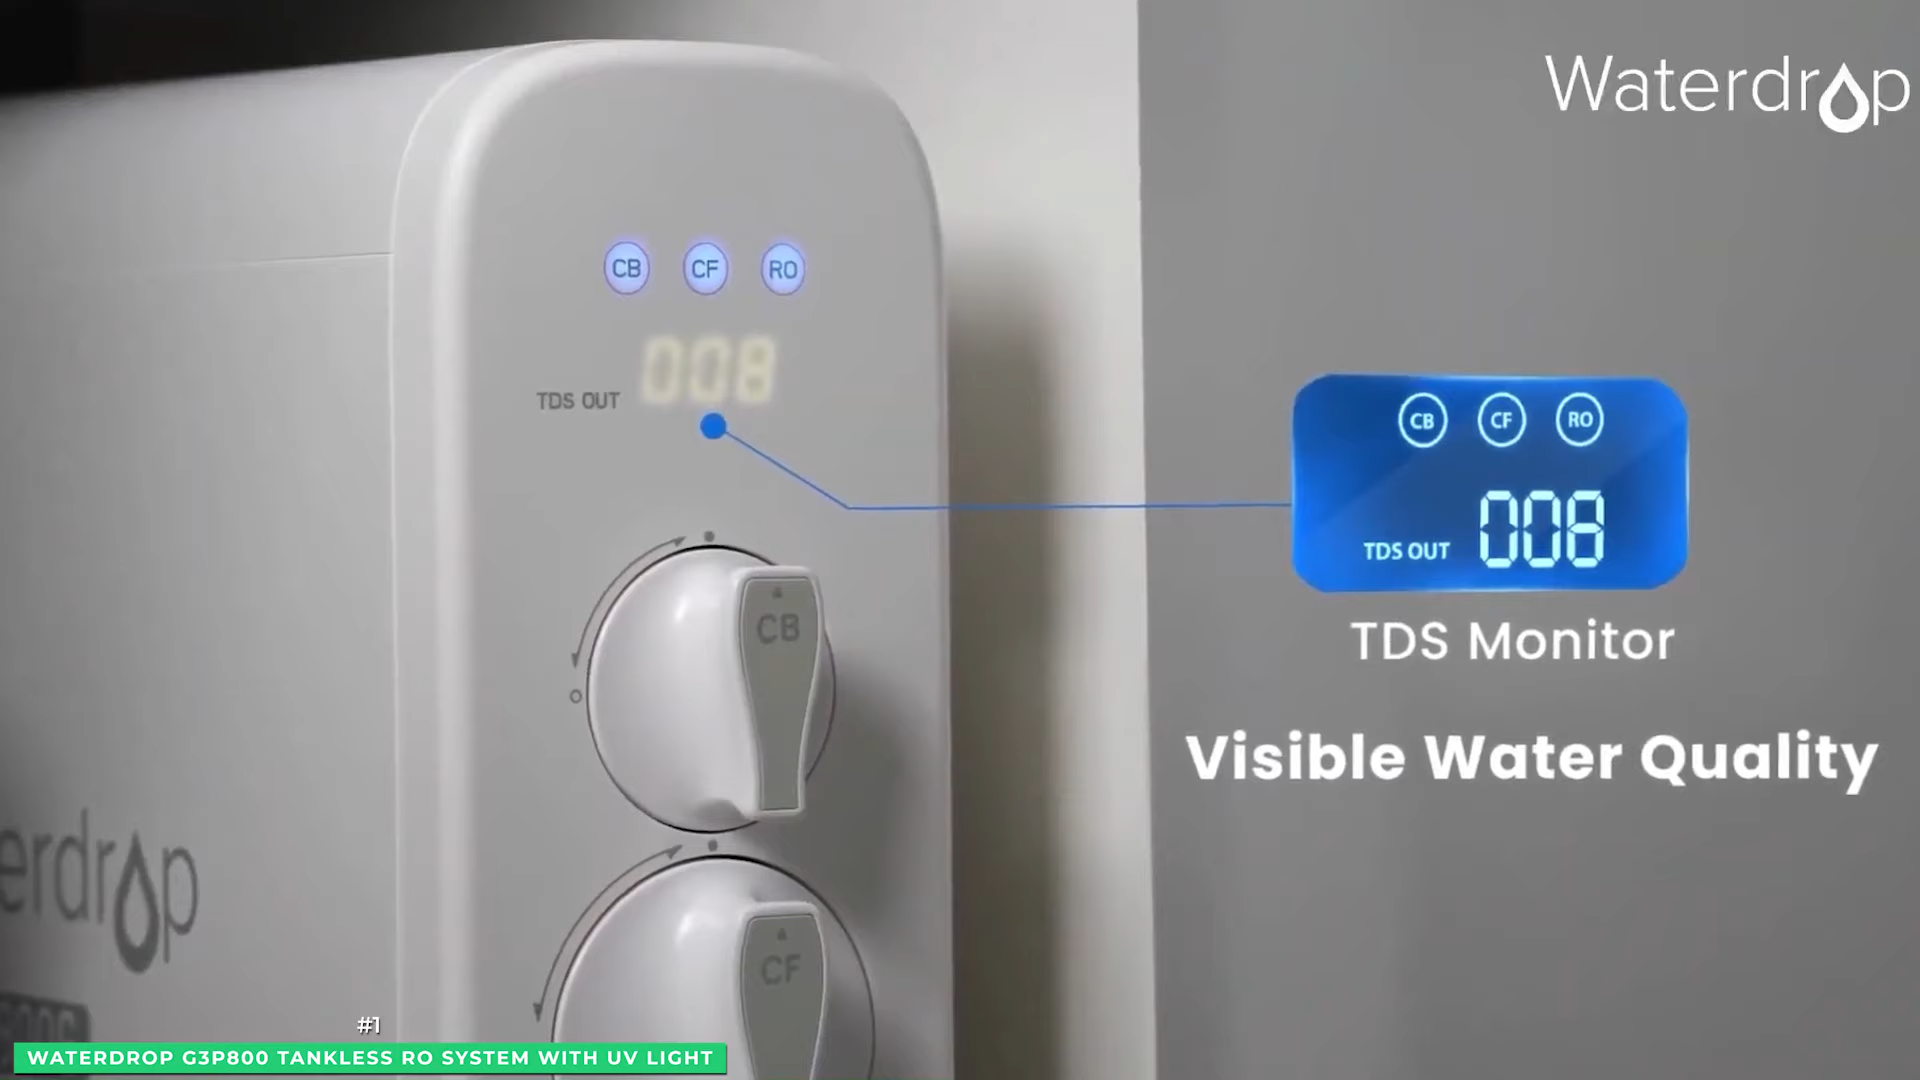 Waterdrop
CB CF RO
008
TDS OUT
CB CF RO
008
TDS OUT
TDS Monitor
Visible Water Quality
CB
CF
erdrop
#1
WATERDROP G3P800 TANKLESS RO SYSTEM WITH UV LIGHT